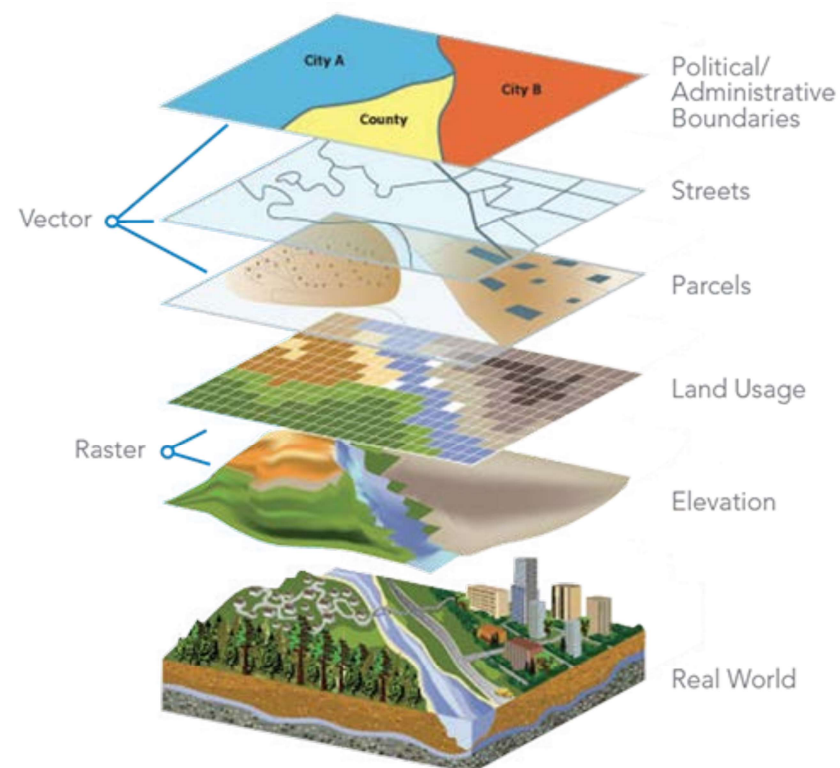 City A
City B
County
Political/
Administrative
Boundaries
Streets
Vector
Parcels
Land Usage
Raster
Elevation
Real World